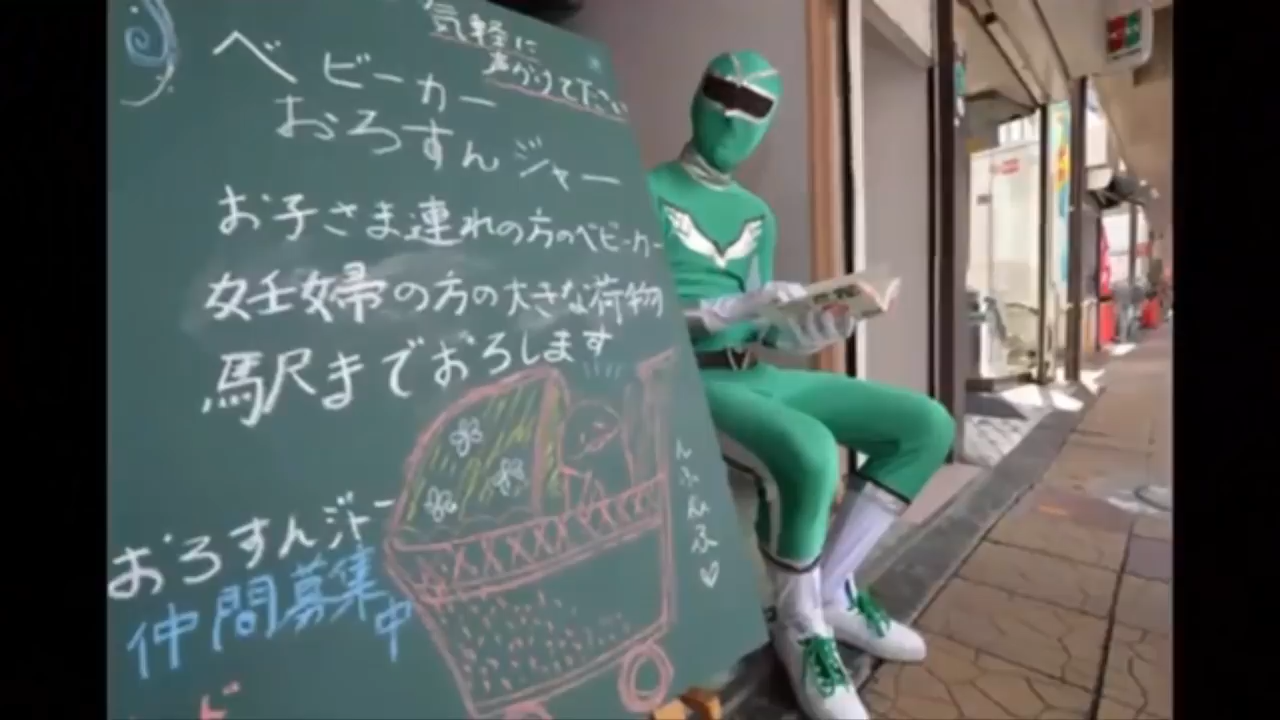 気軽に
声かけてださい
ベビーカー
おろすんジャー
お子さま連れの方のベビーカー
妊婦の方の大きな荷物
駅までおろします
んふんふ♡
おろすんジャー
仲間募集中